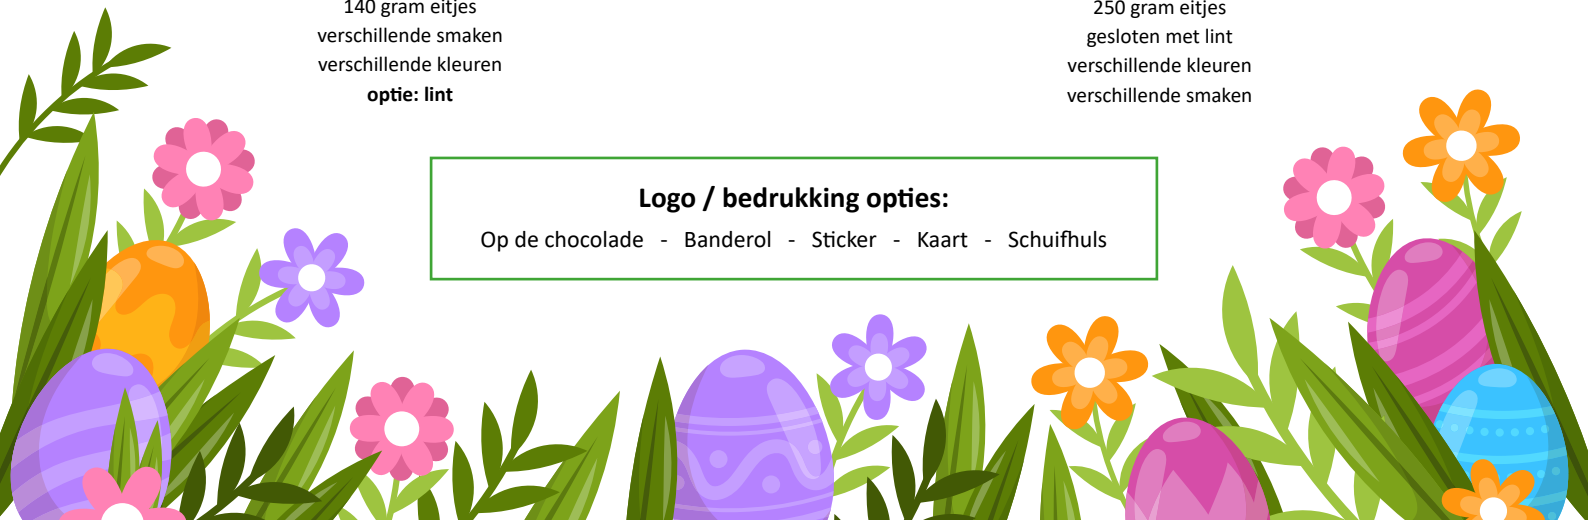 140 gram eitjes
verschillende smaken
verschillende kleuren
optie: lint
250 gram eitjes
gesloten met lint
verschillende kleuren
verschillende smaken
Logo / bedrukking opties:
Op de chocolade - Banderol - Sticker - Kaart - Schuifhuls